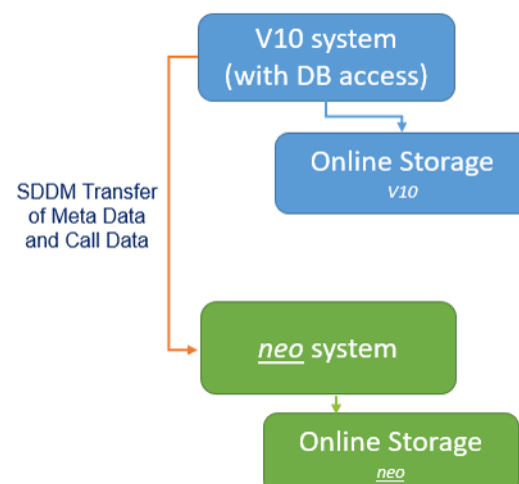 V10 system
(with DB access)
Online Storage
V10
SDDM Transfer
of Meta Data
and Call Data
neo system
Online Storage
neo